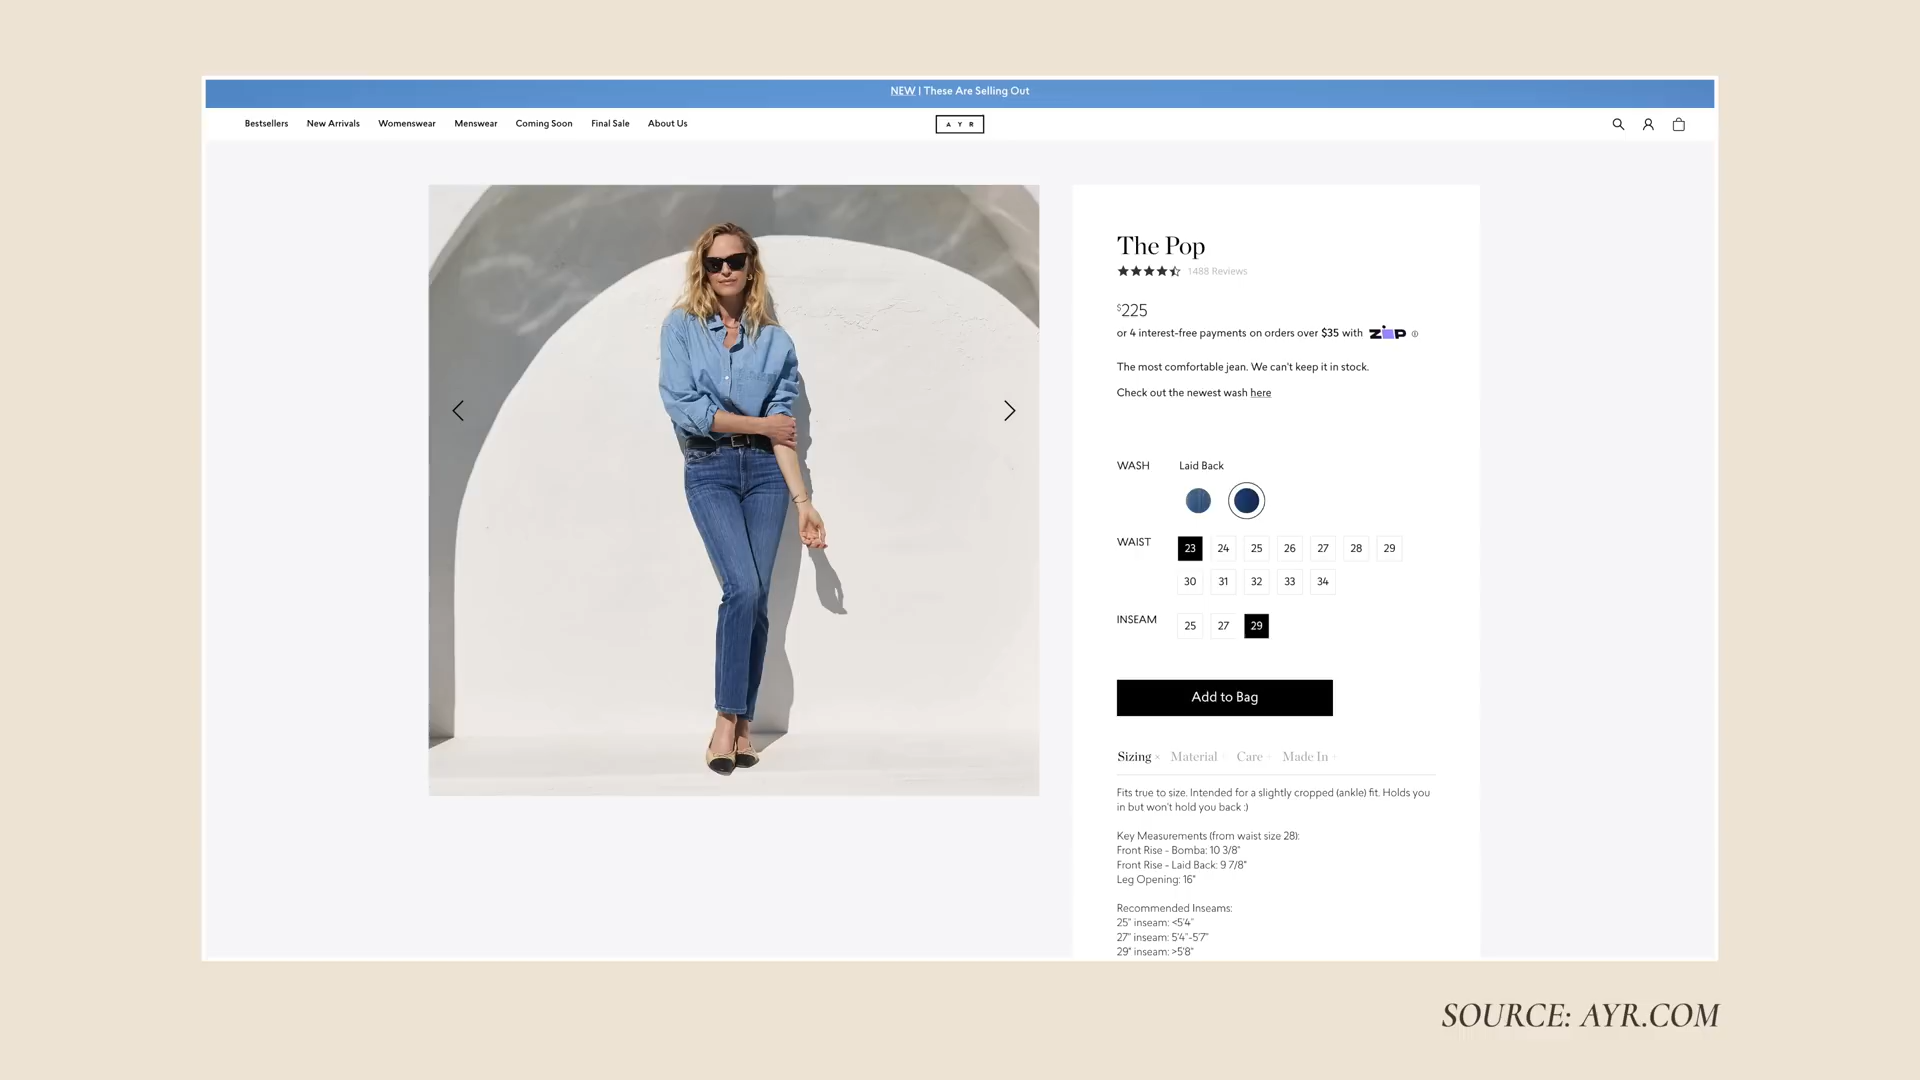 NEW | These Are Selling Out
Bestsellers New Arrivals Womenswear Menswear Coming Soon Final Sale About Us
AYR
The Pop
1488 Reviews
$225
or 4 interest-free payments on orders over $35 with zip
The most comfortable jean. We can't keep it in stock.
Check out the newest wash here
WASH Laid Back
WAIST 23 24 25 26 27 28 29
30 31 32 33 34
INSEAM 25 27 29
Add to Bag
Sizing × Material + Care + Made In +
Fits true to size. Intended for a slightly cropped (ankle) fit. Holds you
in but won't hold you back :)
Key Measurements (from waist size 28):
Front Rise - Bomba: 10 3/8"
Front Rise - Laid Back: 9 7/8"
Leg Opening: 16"
Recommended Inseams:
25" inseam: <5'4"
27" inseam: 5'4"-5'7"
29" inseam: >5'8"
SOURCE: AYR.COM